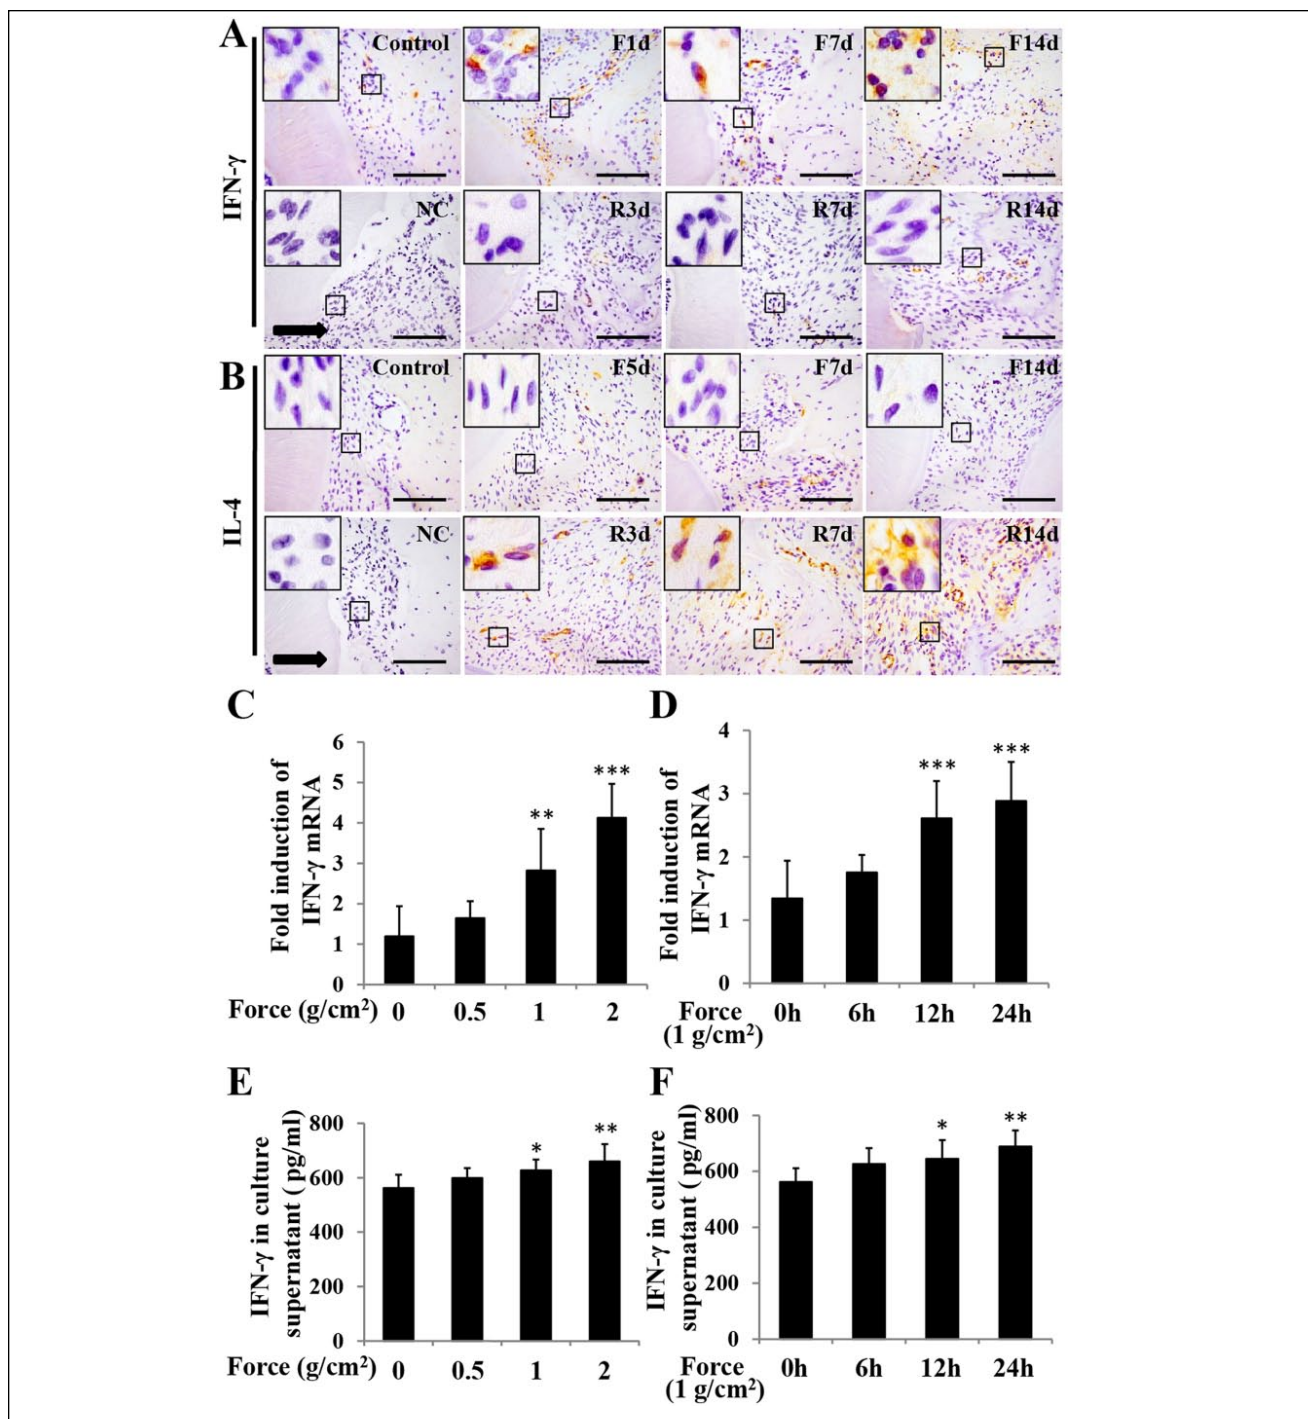 A
IFN-γ
Control
F1d
F7d
F14d
NC
R3d
R7d
R14d
B
IL-4
Control
F5d
F7d
F14d
NC
R3d
R7d
R14d
C
Fold induction of
IFN-γ mRNA
6
5
4
3
2
1
0
**
***
Force (g/cm²) 0 0.5 1 2
D
Fold induction of
IFN-γ mRNA
4
3
2
1
0
***
***
Force
(1 g/cm²)
0h 6h 12h 24h
E
IFN-γ in culture
supernatant ( pg/ml)
800
600
400
200
0
*
**
Force (g/cm²) 0 0.5 1 2
F
IFN-γ in culture
supernatant ( pg/ml)
800
600
400
200
0
*
**
Force
(1 g/cm²)
0h 6h 12h 24h